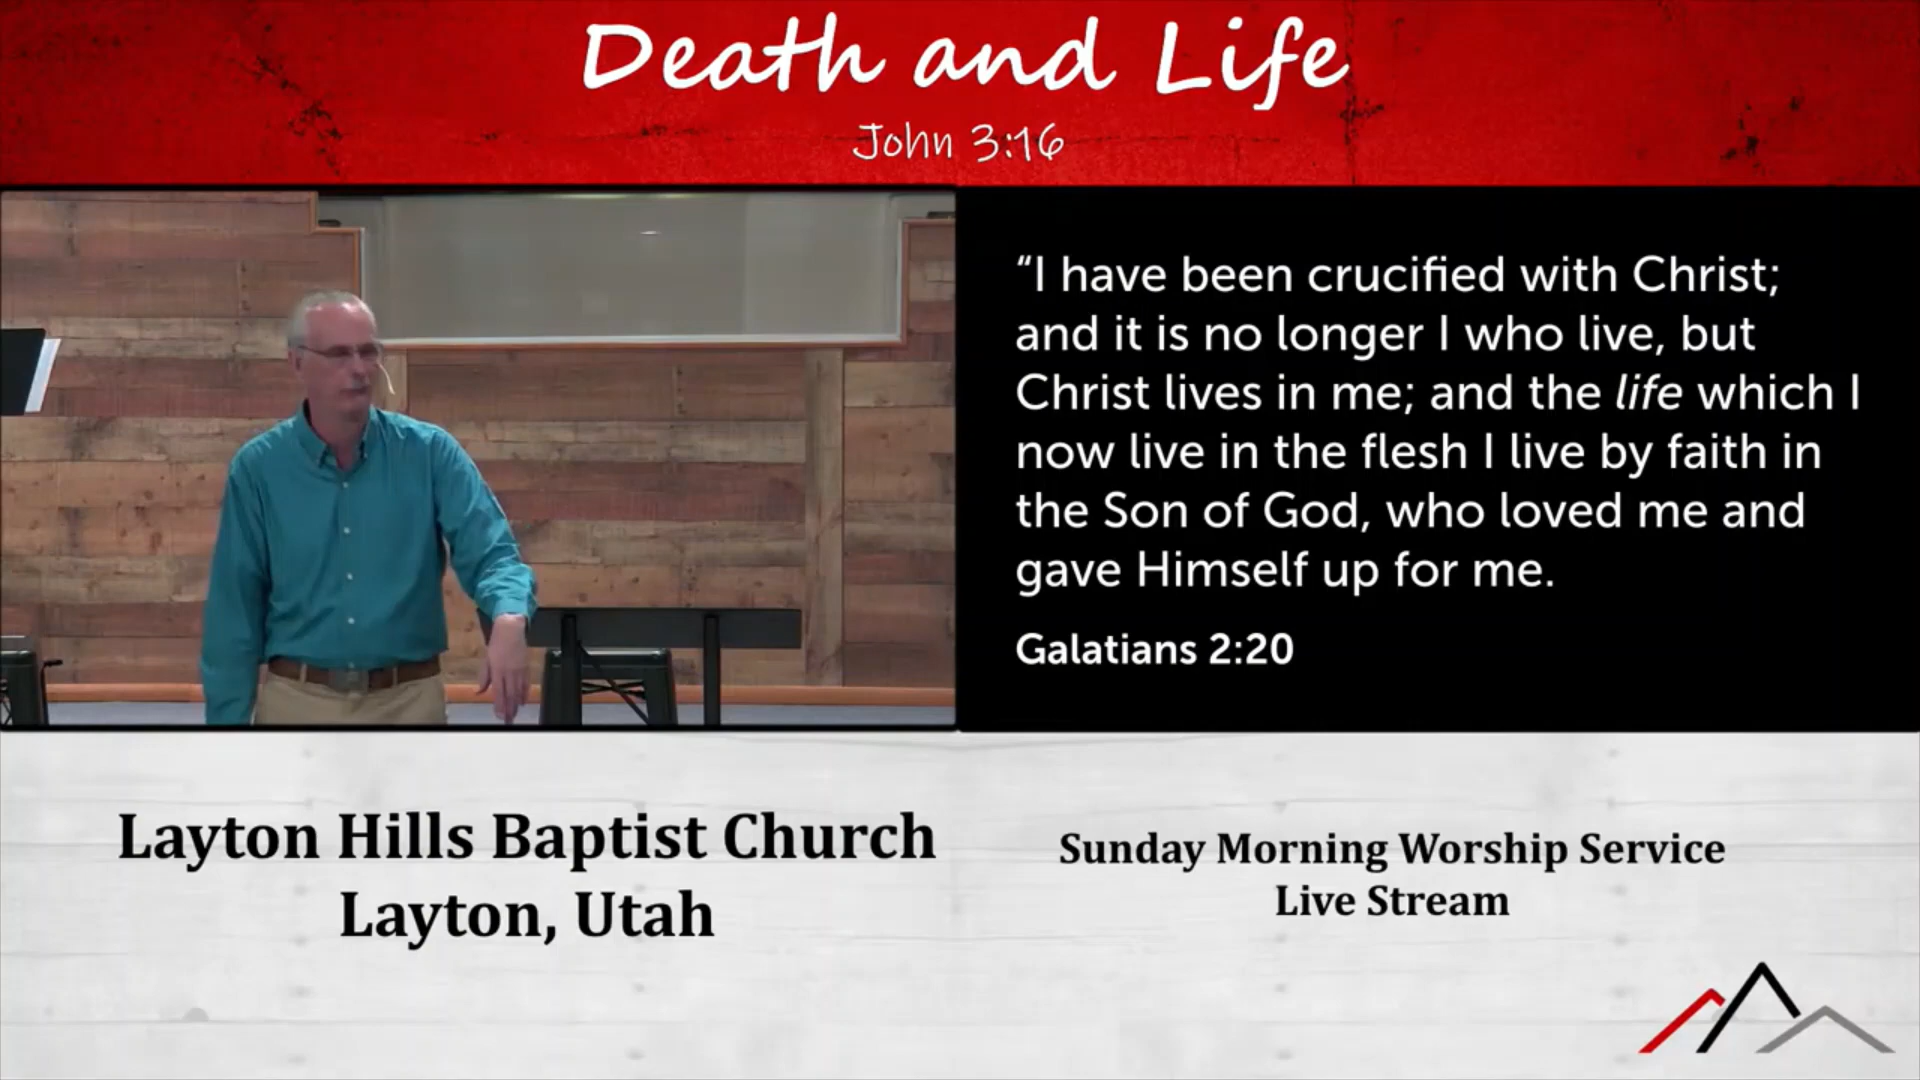 Death and Life
John 3:16
“I have been crucified with Christ;
and it is no longer I who live, but
Christ lives in me; and the life which I
now live in the flesh I live by faith in
the Son of God, who loved me and
gave Himself up for me.
Galatians 2:20
Layton Hills Baptist Church
Layton, Utah
Sunday Morning Worship Service
Live Stream